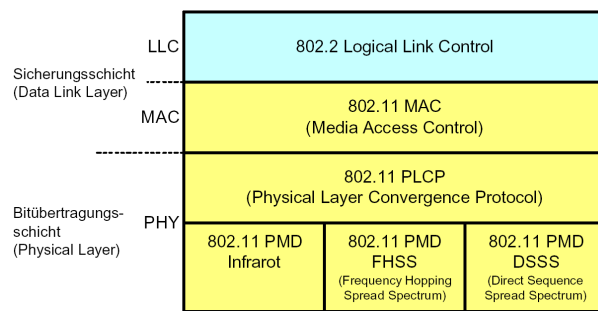 LLC
802.2 Logical Link Control
Sicherungsschicht
(Data Link Layer)
MAC
802.11 MAC
(Media Access Control)
802.11 PLCP
(Physical Layer Convergence Protocol)
Bitübertragungs-
schicht
(Physical Layer)
PHY
802.11 PMD
Infrarot
802.11 PMD
FHSS
(Frequency Hopping
Spread Spectrum)
802.11 PMD
DSSS
(Direct Sequence
Spread Spectrum)